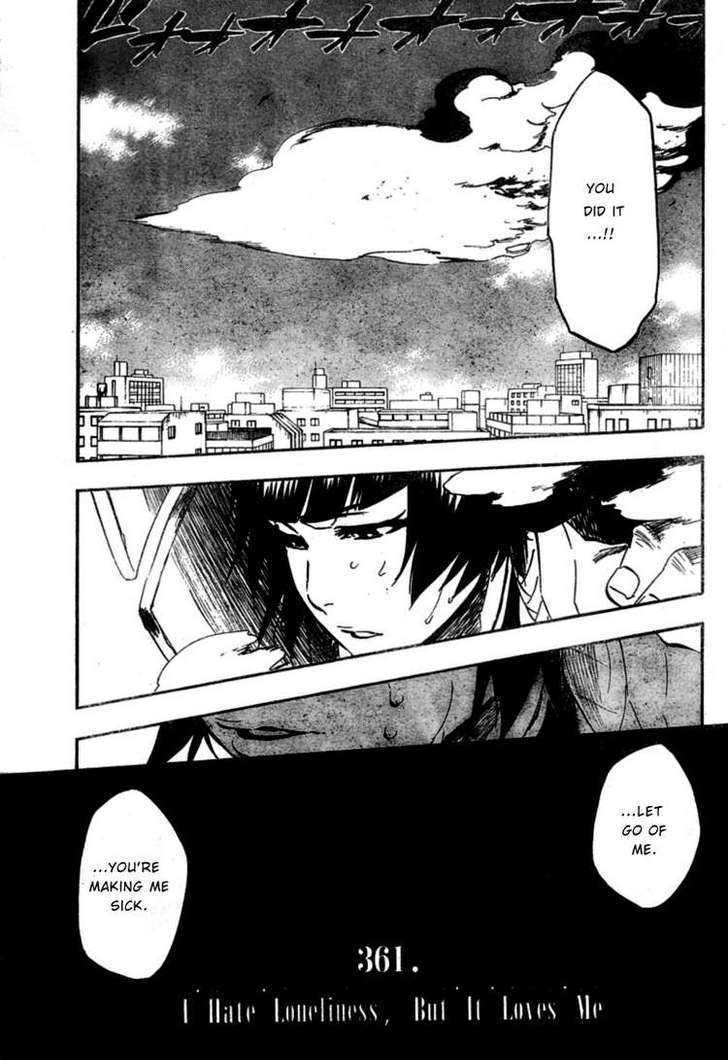 YOU
DID IT
...!!
...LET
GO OF
ME.
...YOU'RE
MAKING ME
SICK.
361.
I Hate Loneliness, But It Loves Me